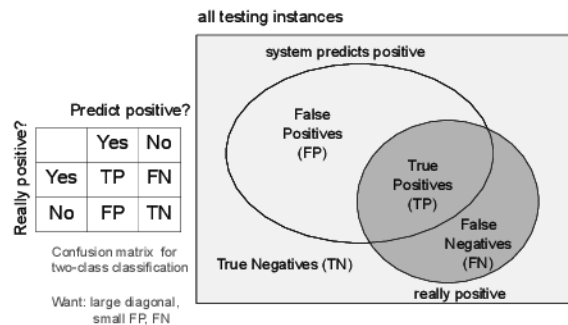 all testing instances
system predicts positive
Predict positive?
Really positive?
Yes No
Yes TP FN
No FP TN
False
Positives
(FP)
True
Positives
(TP)
False
Negatives
(FN)
True Negatives (TN)
really positive
Confusion matrix for
two-class classification
Want: large diagonal,
small FP, FN